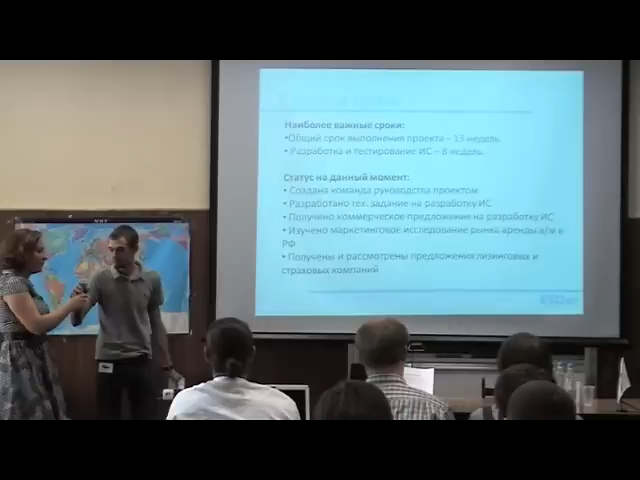 Наиболее важные сроки:
•Общий срок выполнения проекта – 13 недель.
• Разработка и тестирование ИС – 8 недель.
Статус на данный момент:
• Создана команда руководства проектом
• Разработано тех. задание на разработку ИС
• Получено коммерческое предложение на разработку ИС
• Изучено маркетинговое исследование рынка аренды а/м в
РФ
• Получены и рассмотрены предложения лизинговых и
страховых компаний